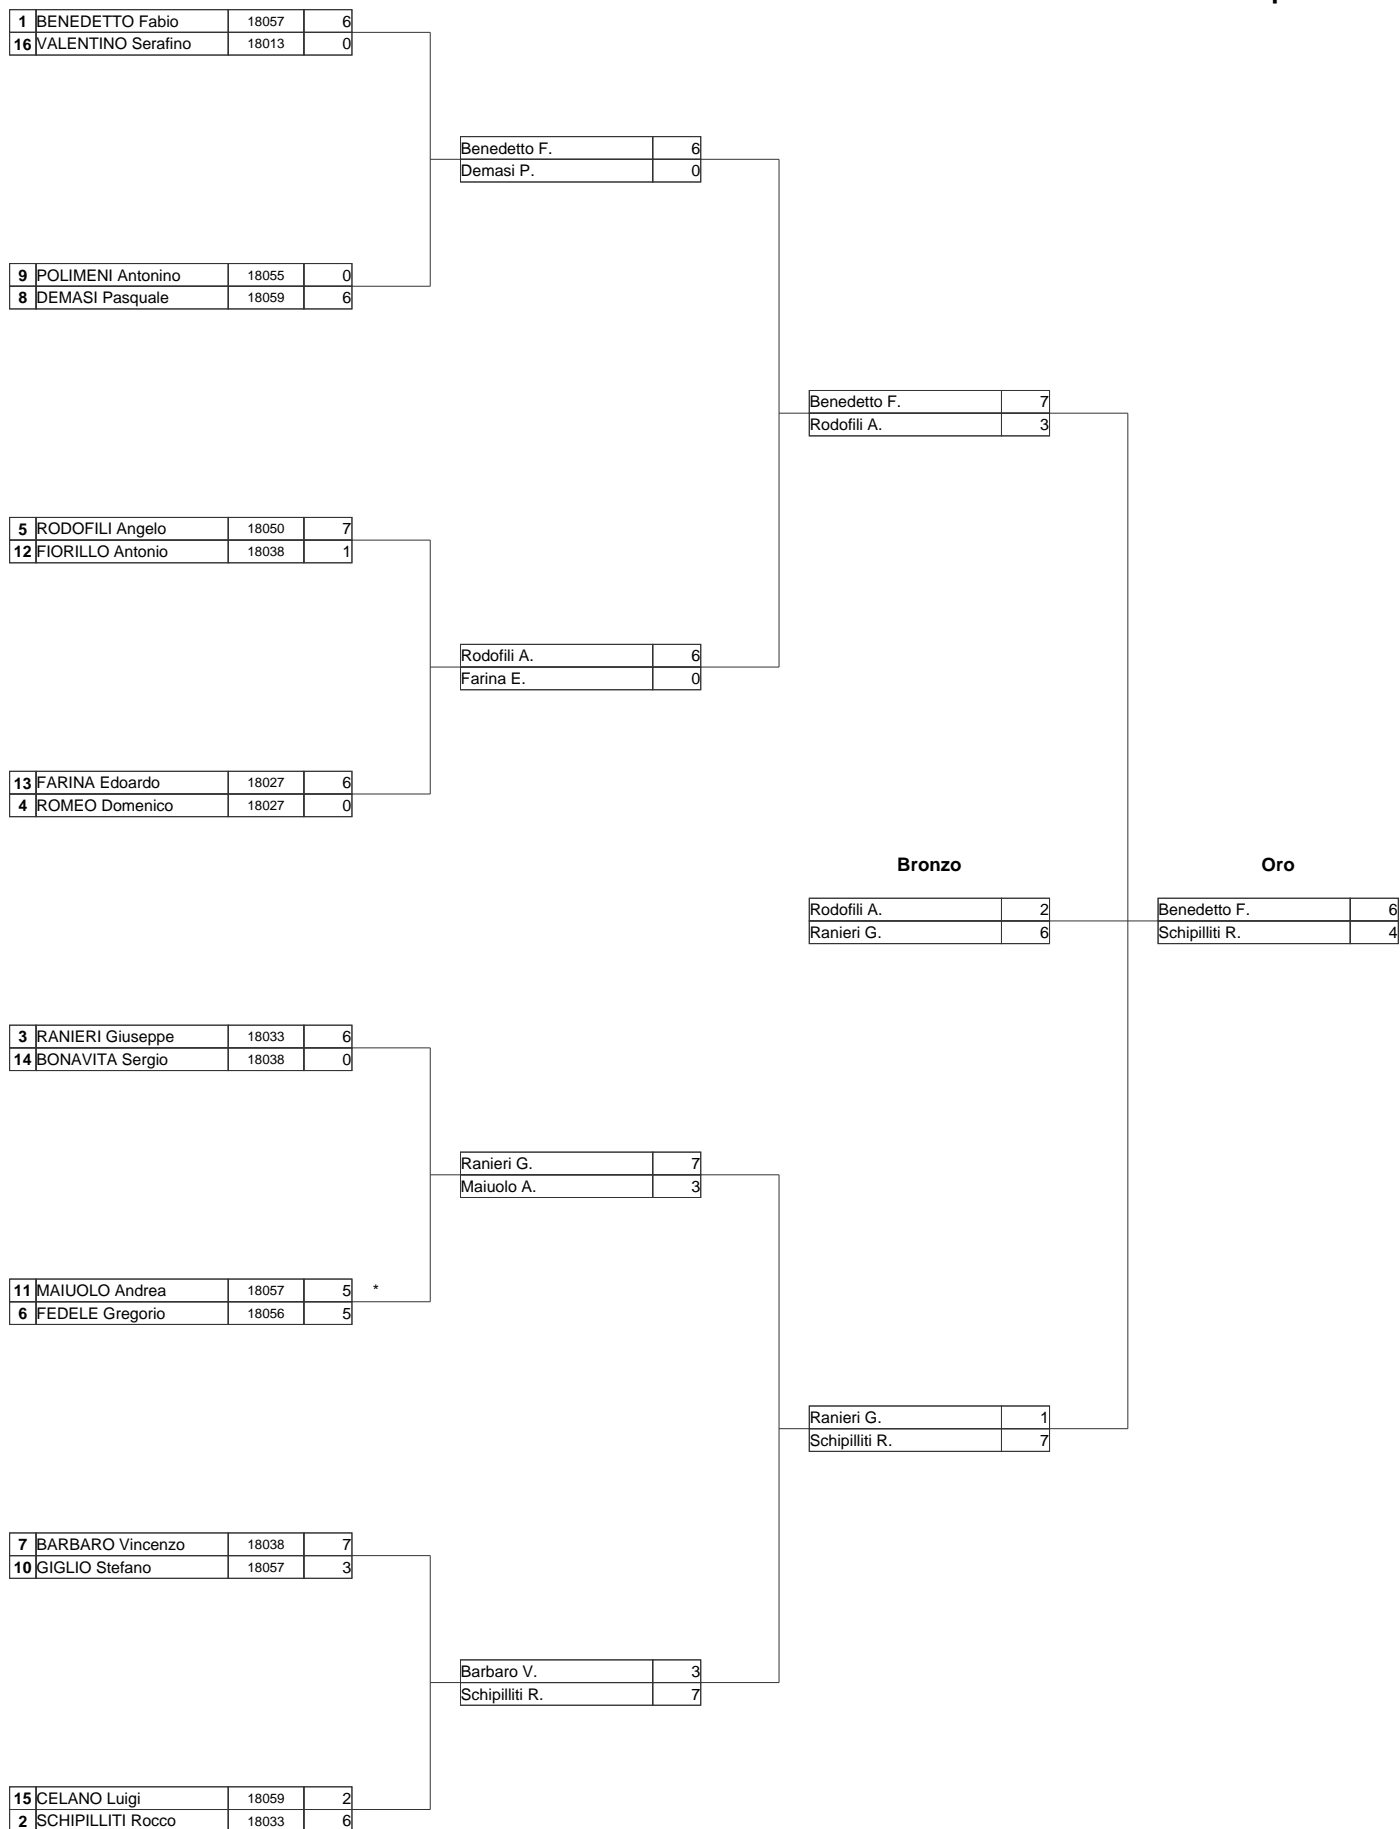 1 BENEDETTO Fabio 18057 6
16 VALENTINO Serafino 18013 0
Benedetto F. 6
Demasi P. 0
9 POLIMENI Antonino 18055 0
8 DEMASI Pasquale 18059 6
Benedetto F. 7
Rodofili A. 3
5 RODOFILI Angelo 18050 7
12 FIORILLO Antonio 18038 1
Rodofili A. 6
Farina E. 0
13 FARINA Edoardo 18027 6
4 ROMEO Domenico 18027 0
Bronzo Oro
Rodofili A. 2 Benedetto F. 6
Ranieri G. 6 Schipilliti R. 4
3 RANIERI Giuseppe 18033 6
14 BONAVITA Sergio 18038 0
Ranieri G. 7
Maiuolo A. 3
11 MAIUOLO Andrea 18057 5 *
6 FEDELE Gregorio 18056 5
Ranieri G. 1
Schipilliti R. 7
7 BARBARO Vincenzo 18038 7
10 GIGLIO Stefano 18057 3
Barbaro V. 3
Schipilliti R. 7
15 CELANO Luigi 18059 2
2 SCHIPILLITI Rocco 18033 6